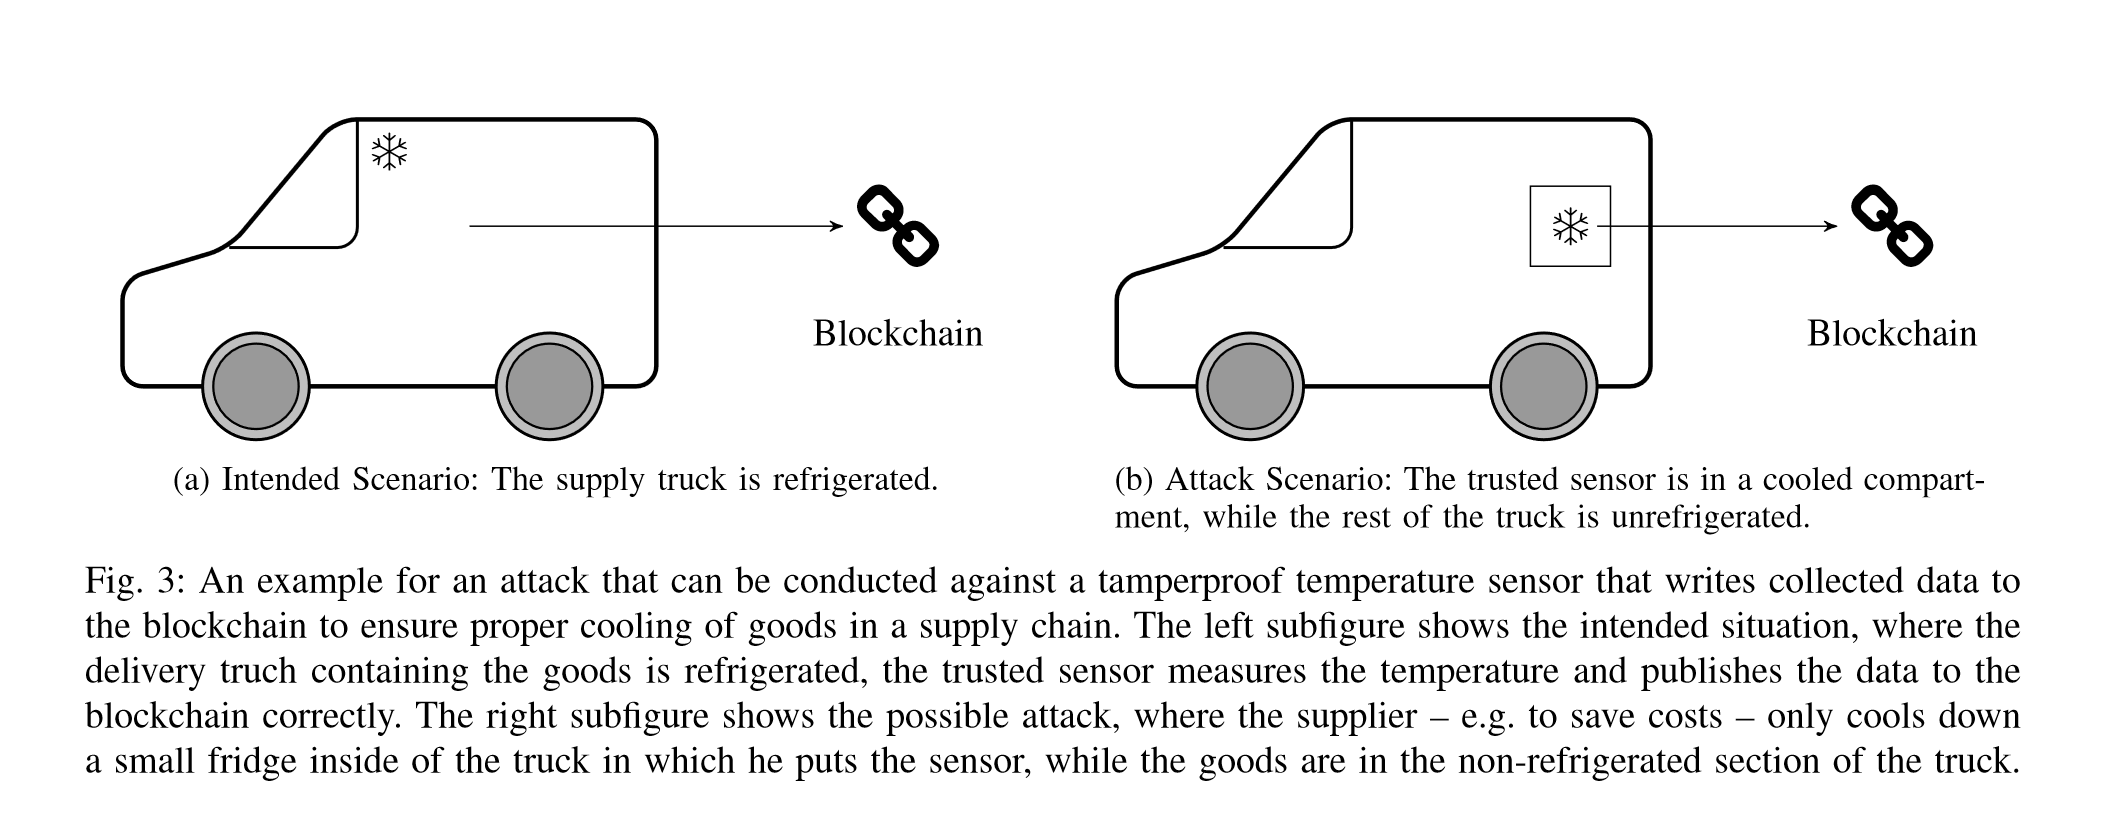 Blockchain
Blockchain
(a) Intended Scenario: The supply truck is refrigerated.
(b) Attack Scenario: The trusted sensor is in a cooled compart-
ment, while the rest of the truck is unrefrigerated.
Fig. 3: An example for an attack that can be conducted against a tamperproof temperature sensor that writes collected data to
the blockchain to ensure proper cooling of goods in a supply chain. The left subfigure shows the intended situation, where the
delivery truch containing the goods is refrigerated, the trusted sensor measures the temperature and publishes the data to the
blockchain correctly. The right subfigure shows the possible attack, where the supplier – e.g. to save costs – only cools down
a small fridge inside of the truck in which he puts the sensor, while the goods are in the non-refrigerated section of the truck.